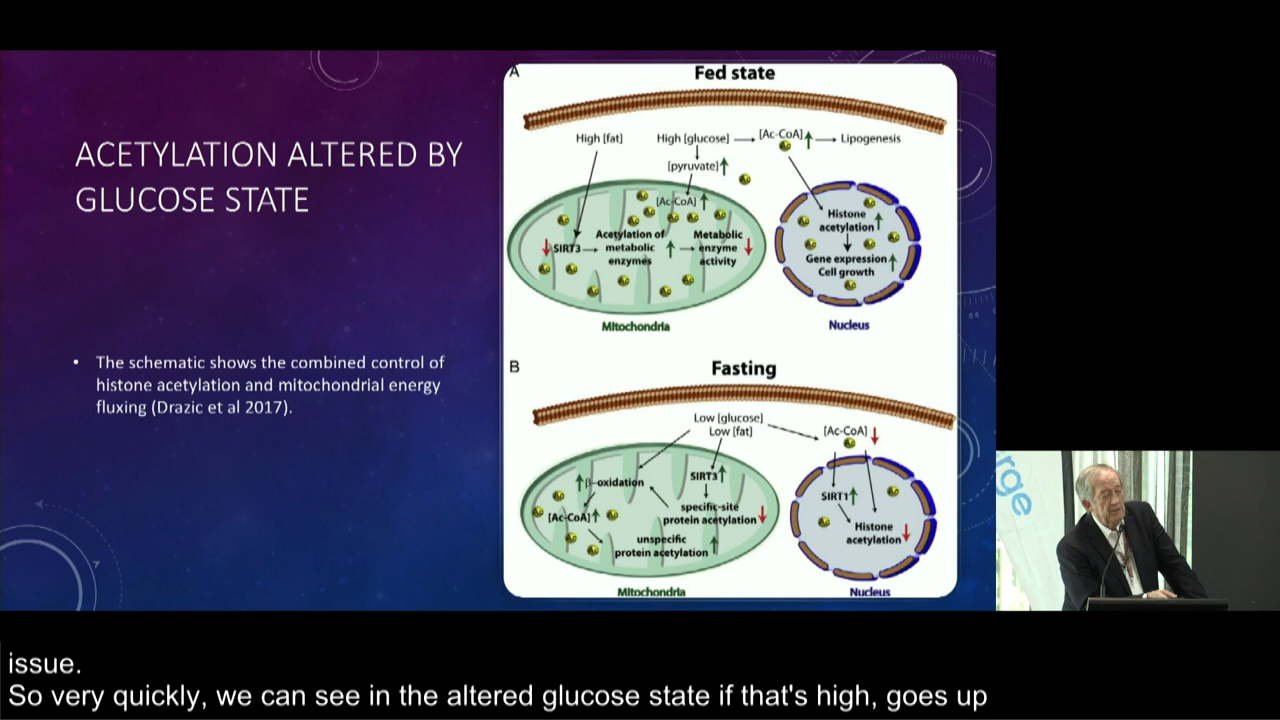 ACETYLATION ALTERED BY
GLUCOSE STATE
• The schematic shows the combined control of
histone acetylation and mitochondrial energy
fluxing (Drazic et al 2017).
A
Fed state
High [fat]
High [glucose]
[Ac-CoA]
Lipogenesis
[pyruvate]
[Ac-CoA]
SIRT3
Acetylation of
metabolic
enzymes
Metabolic
enzyme
activity
Ac
Mitochondria
Histone
acetylation
Gene expression
Cell growth
Nucleus
B
Fasting
Low [glucose]
Low [fat]
[Ac-CoA]
β-oxidation
SIRT3
[Ac-CoA]
specific-site
protein acetylation
unspecific
protein acetylation
Mitochondria
SIRT1
Histone
acetylation
Nucleus
rge
issue.
So very quickly, we can see in the altered glucose state if that's high, goes up